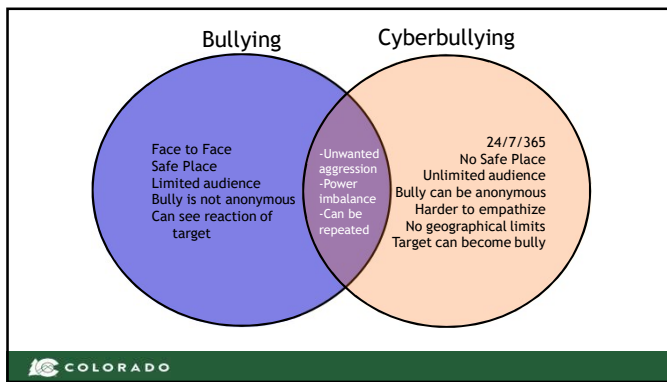 Bullying
Cyberbullying
Face to Face
Safe Place
Limited audience
Bully is not anonymous
Can see reaction of
target
-Unwanted
aggression
-Power
imbalance
-Can be
repeated
24/7/365
No Safe Place
Unlimited audience
Bully can be anonymous
Harder to empathize
No geographical limits
Target can become bully
COLORADO